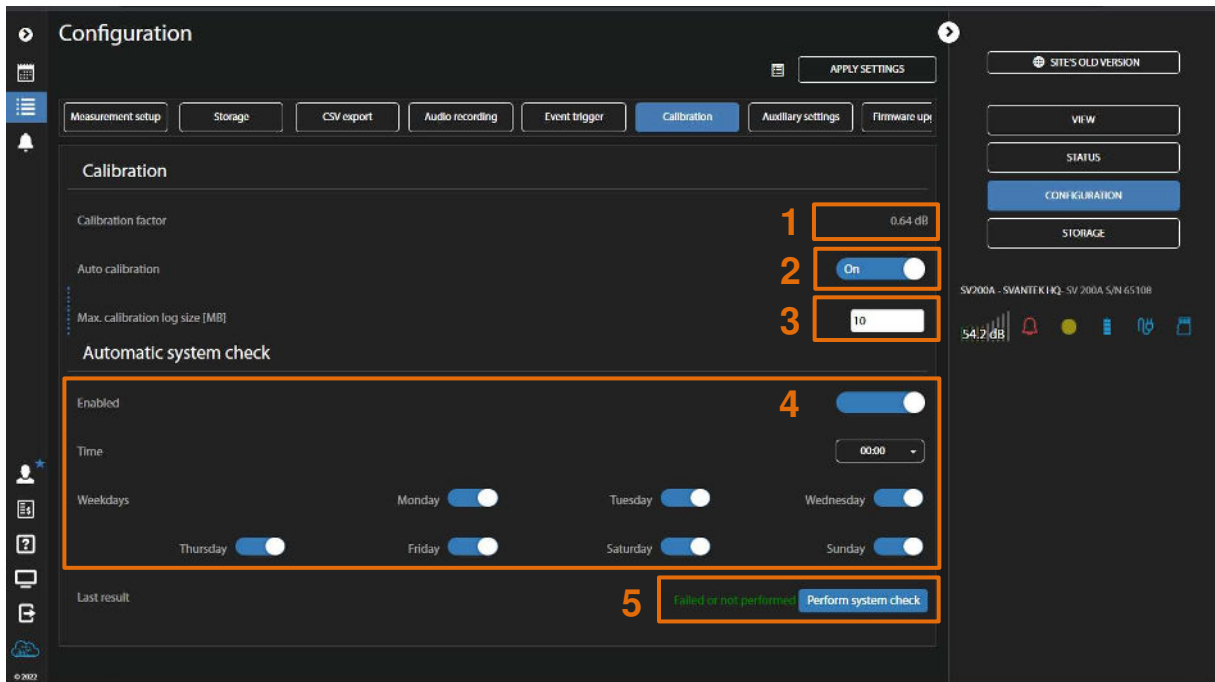 Configuration
APPLY SETTINGS
Measurement setup Storage CSV export Audio recording Event trigger Calibration Auxiliary settings Firmware upg
Calibration
Calibration factor 1 0.64 dB
Auto calibration 2 On
Max. calibration log size [MB] 3 10
Automatic system check
Enabled 4
Time 00:00
Weekdays Monday Tuesday Wednesday
Thursday Friday Saturday Sunday
Last result 5 Failed or not performed Perform system check
© 2022
SITE'S OLD VERSION
VIEW
STATUS
CONFIGURATION
STORAGE
SV200A - SVANTEK HQ- SV 200A S/N 65108
54.2 dB